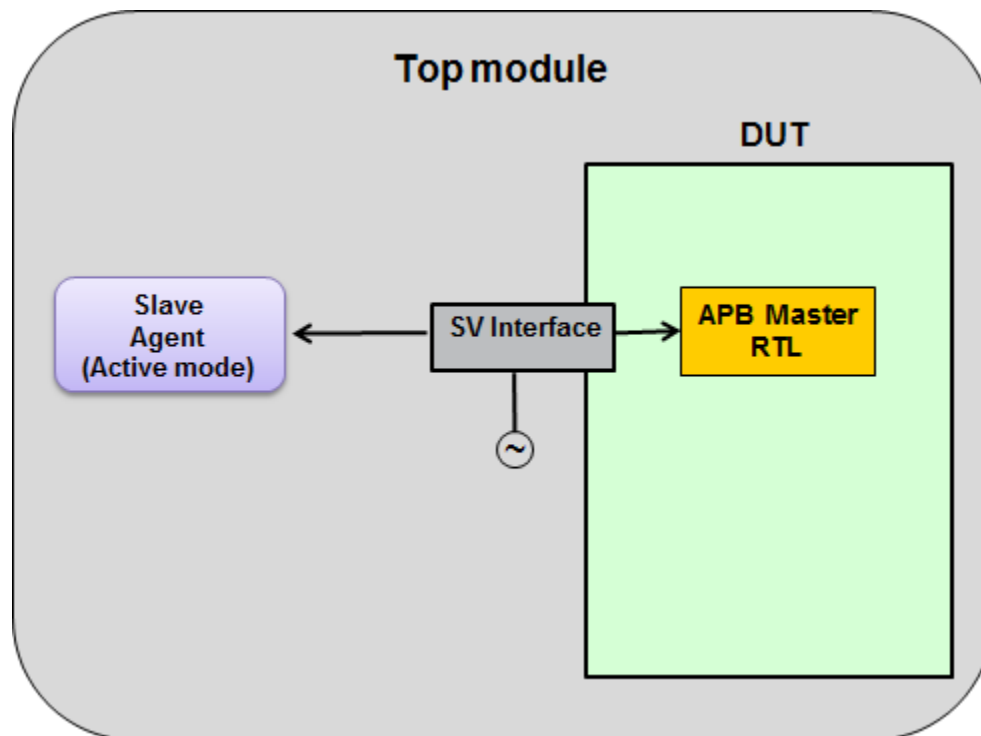 Top module
DUT
Slave
Agent
(Active mode)
SV Interface
APB Master
RTL
~